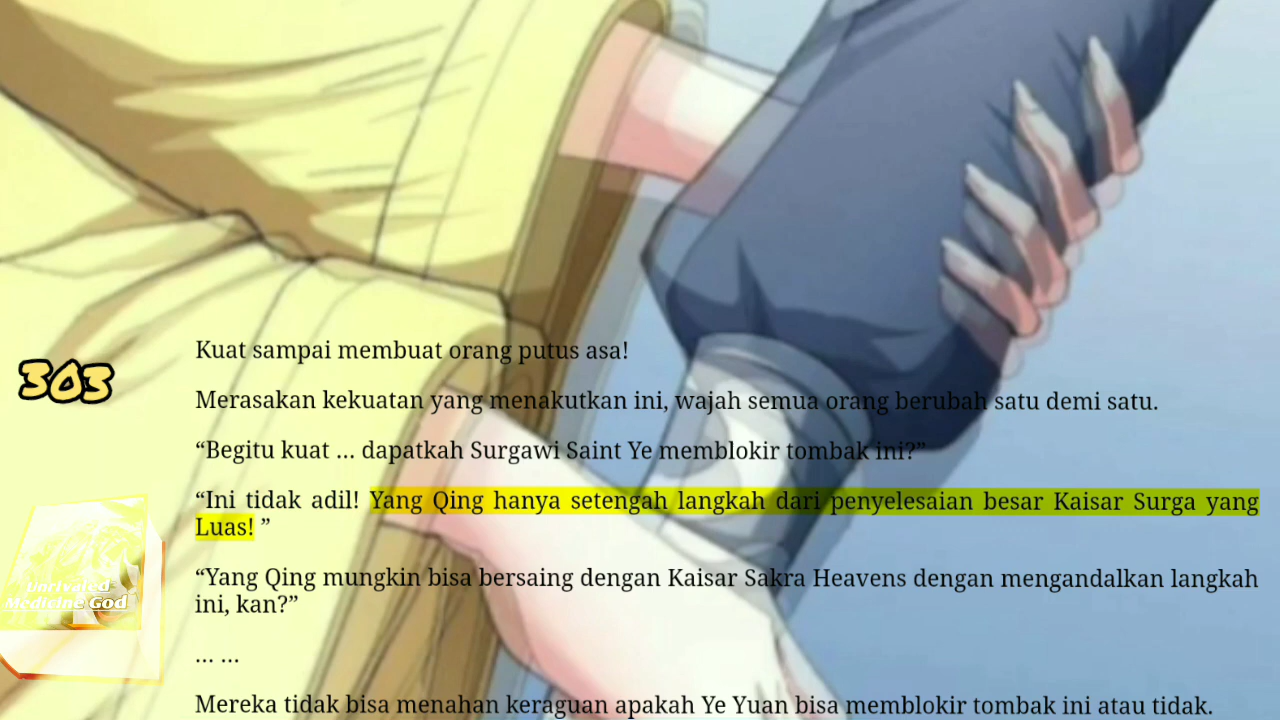 Kuat sampai membuat orang putus asa!
Merasakan kekuatan yang menakutkan ini, wajah semua orang berubah satu demi satu.
“Begitu kuat ... dapatkah Surgawi Saint Ye memblokir tombak ini?”
303
“Ini tidak adil! Yang Qing hanya setengah langkah dari penyelesaian besar Kaisar Surga yang
Luas! ”
“Yang Qing mungkin bisa bersaing dengan Kaisar Sakra Heavens dengan mengandalkan langkah
ini, kan?”
Unrivaled
Medicine God
... ...
Mereka tidak bisa menahan keraguan apakah Ye Yuan bisa memblokir tombak ini atau tidak.